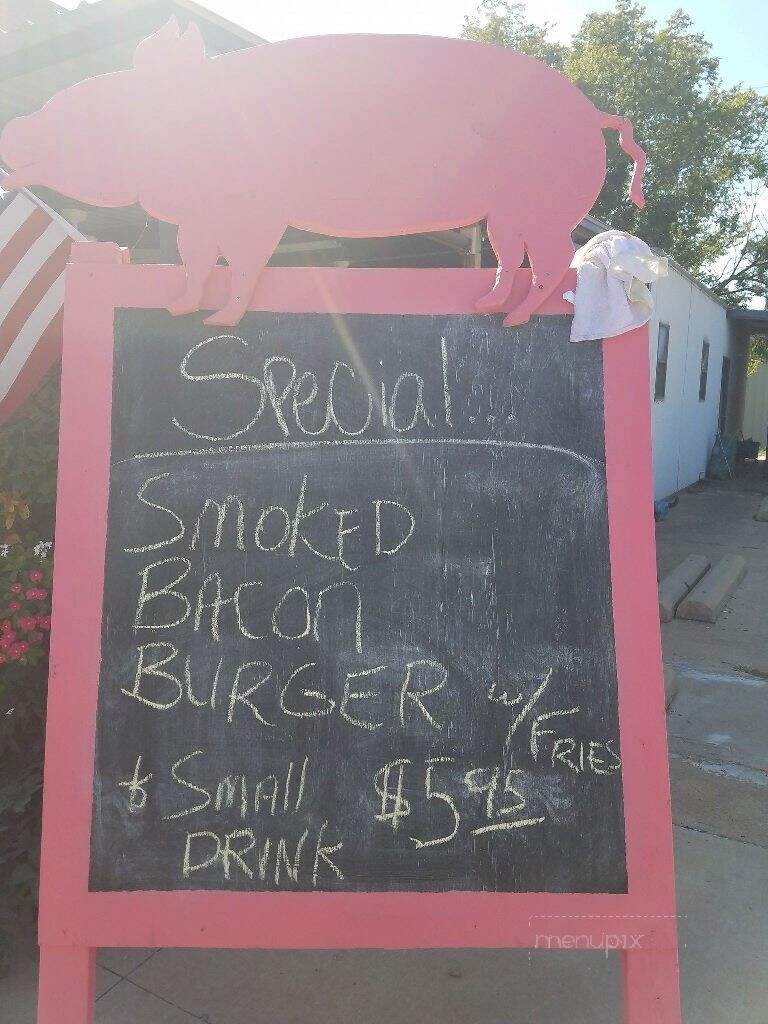 Special...
SMOKED
BACON
BURGER w/ FRIES
& SMALL $5.95
DRINK
menupix